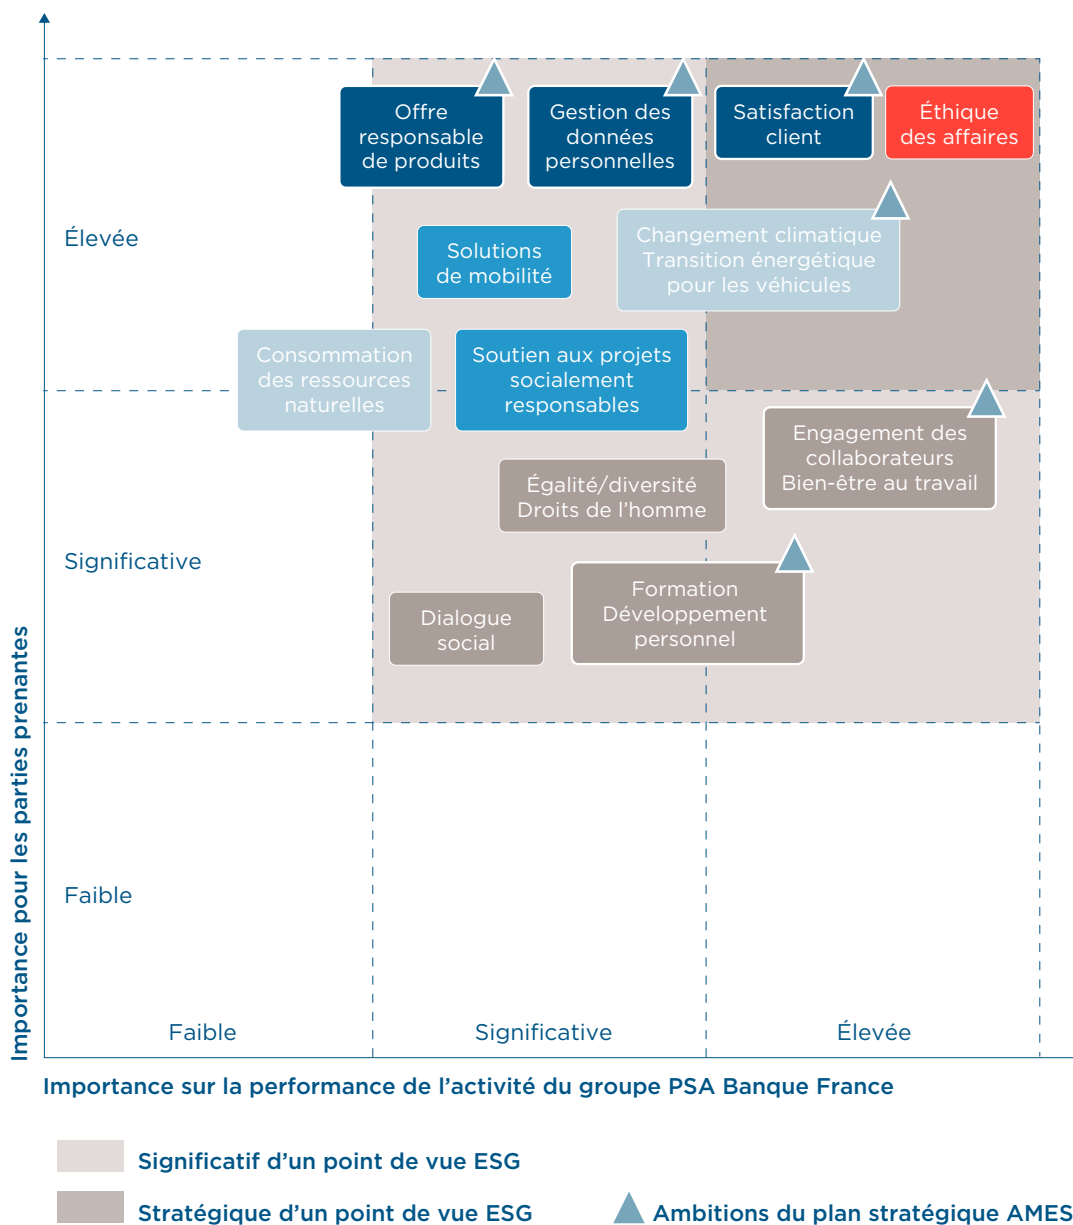 Importance pour les parties prenantes
Élevée
Significative
Faible
Offre
responsable
de produits
Gestion des
données
personnelles
Satisfaction
client
Éthique
des affaires
Solutions
de mobilité
Changement climatique
Transition énergétique
pour les véhicules
Consommation
des ressources
naturelles
Soutien aux projets
socialement
responsables
Engagement des
collaborateurs
Bien-être au travail
Égalité/diversité
Droits de l’homme
Formation
Développement
personnel
Dialogue
social
Faible
Significative
Élevée
Importance sur la performance de l’activité du groupe PSA Banque France
Significatif d’un point de vue ESG
Stratégique d’un point de vue ESG
Ambitions du plan stratégique AMES